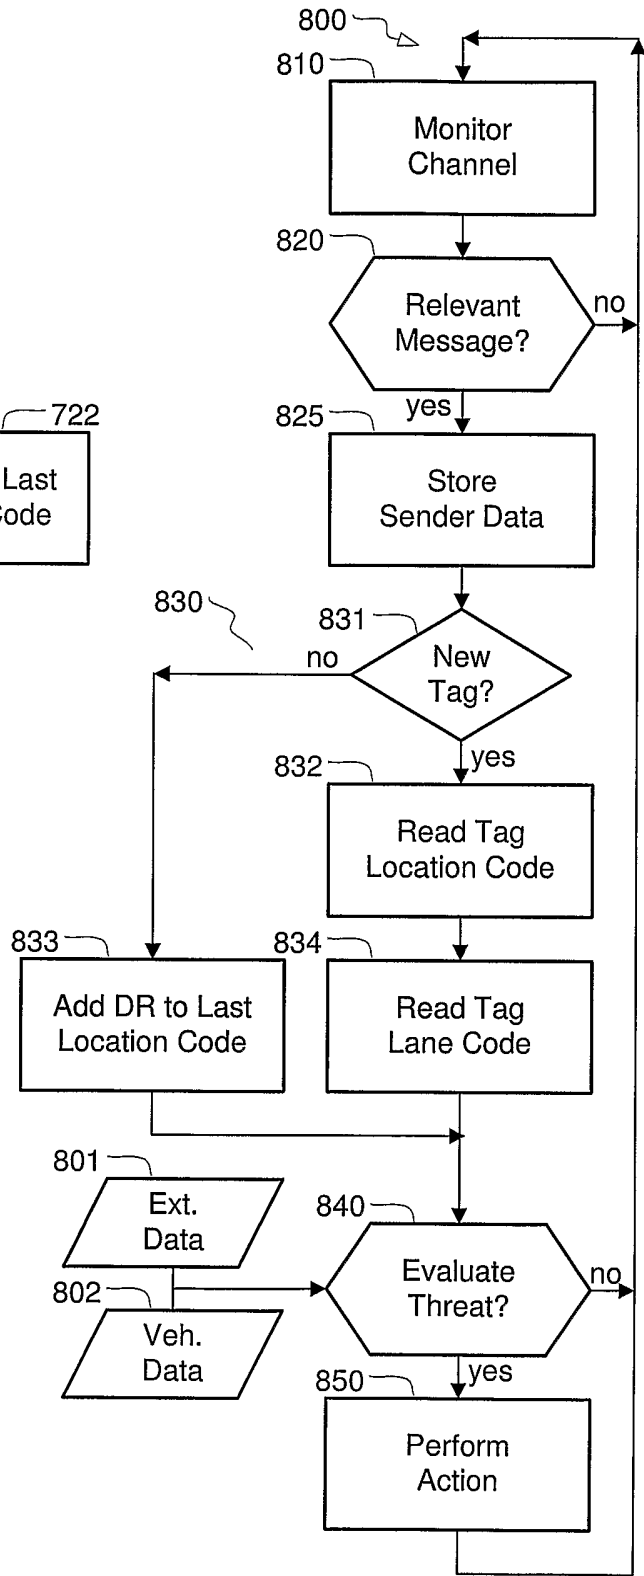 800
810
Monitor
Channel
820
Relevant
Message?
no
yes
722
Last
Code
825
Store
Sender Data
830
831
New
Tag?
no
yes
832
Read Tag
Location Code
833
Add DR to Last
Location Code
834
Read Tag
Lane Code
801
Ext.
Data
802
Veh.
Data
840
Evaluate
Threat?
no
yes
850
Perform
Action